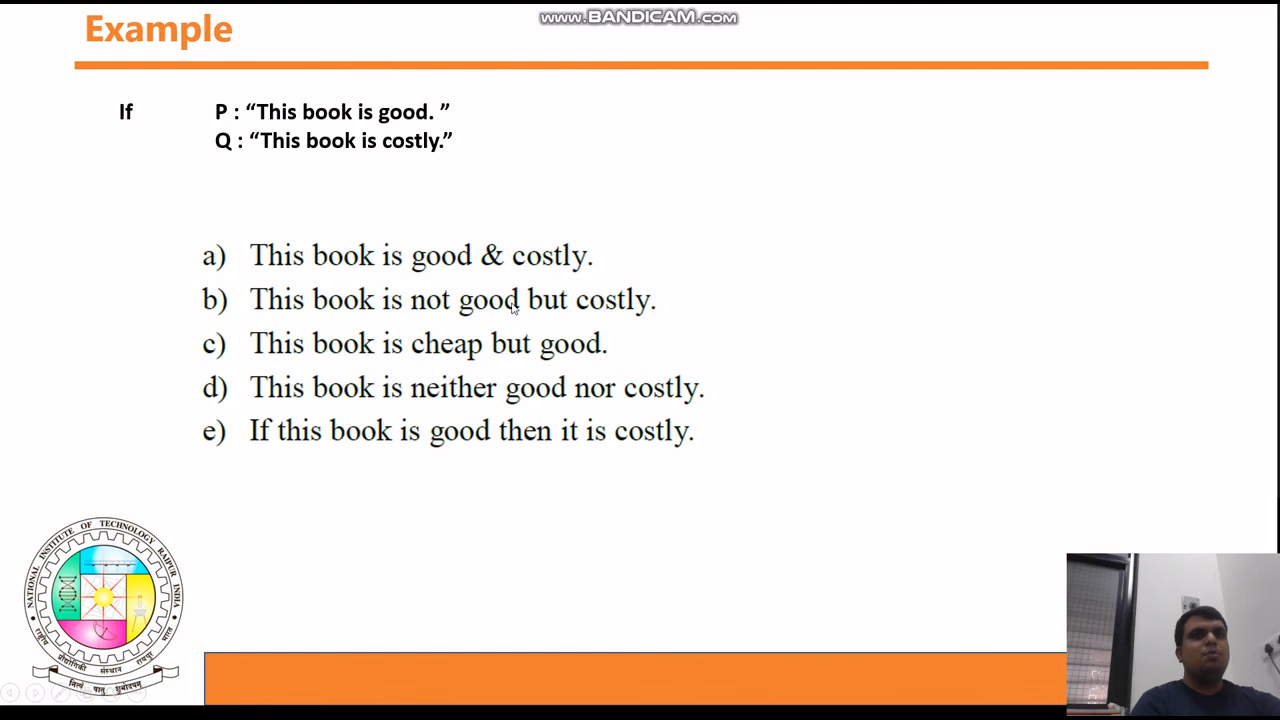 www.BANDICAM.com
Example
If P : “This book is good. ”
Q : “This book is costly.”
a) This book is good & costly.
b) This book is not good but costly.
c) This book is cheap but good.
d) This book is neither good nor costly.
e) If this book is good then it is costly.
NATIONAL INSTITUTE OF TECHNOLOGY RAIPUR INDIA
राष्ट्रीय प्रौद्योगिकी संस्थान रायपुर भारत